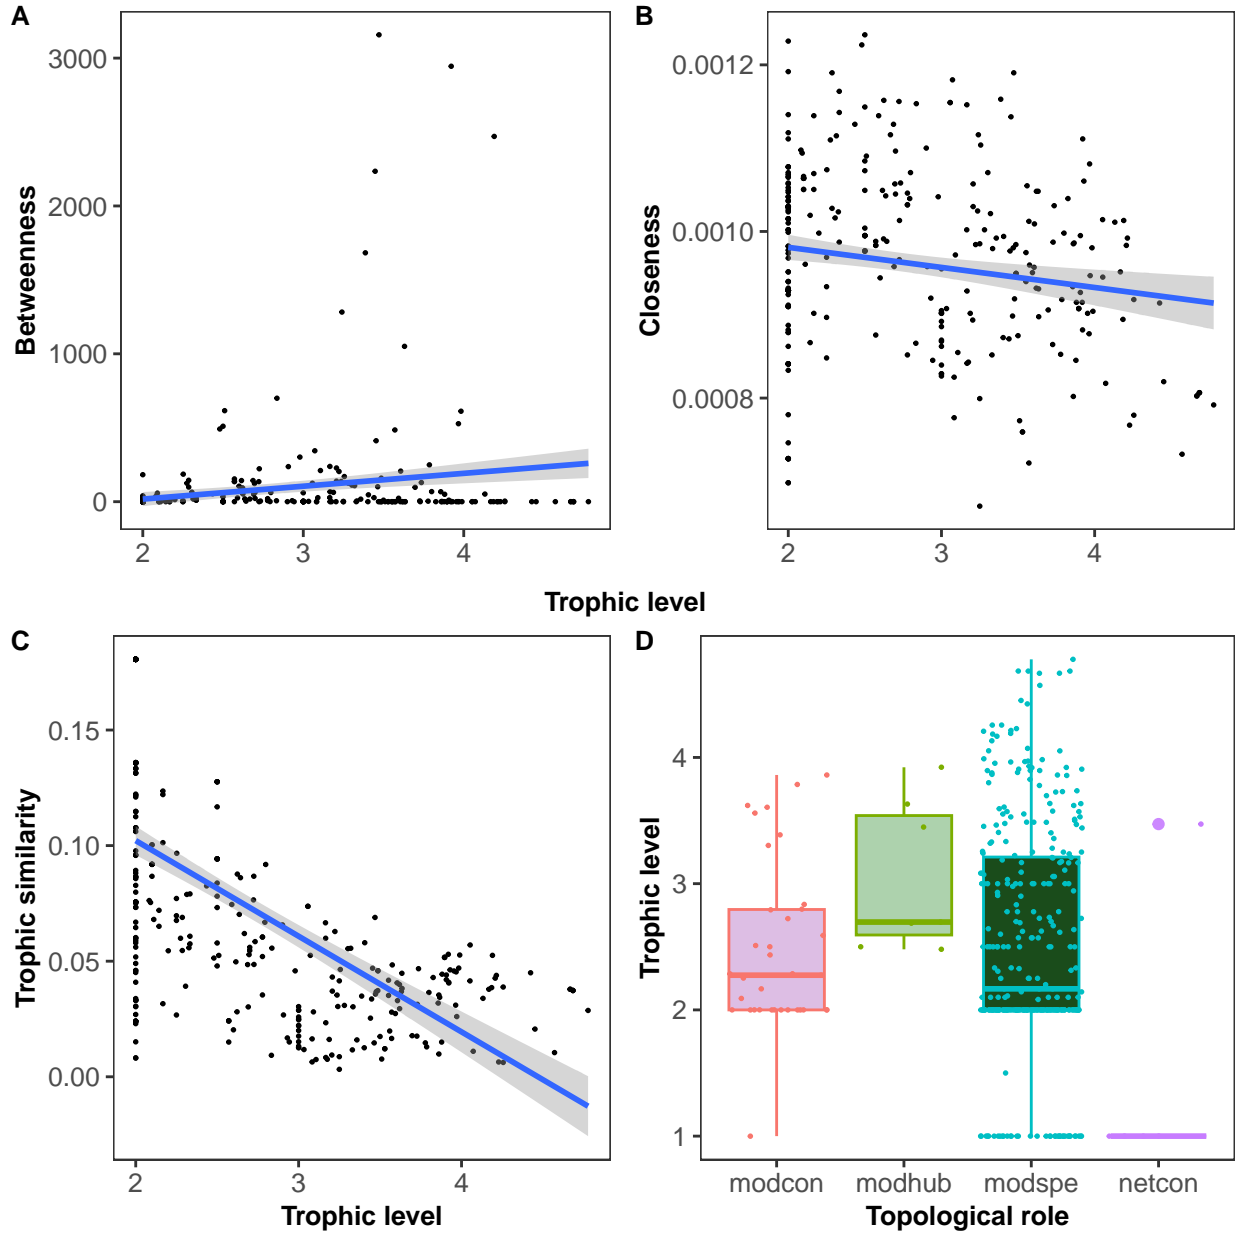 A
B
3000
2000
1000
0
Betweenness
2
3
4
0.0012
0.0010
0.0008
Closeness
2
3
4
Trophic level
C
D
0.15
0.10
0.05
0.00
Trophic similarity
2
3
4
Trophic level
4
3
2
1
Trophic level
modcon
modhub
modspe
netcon
Topological role